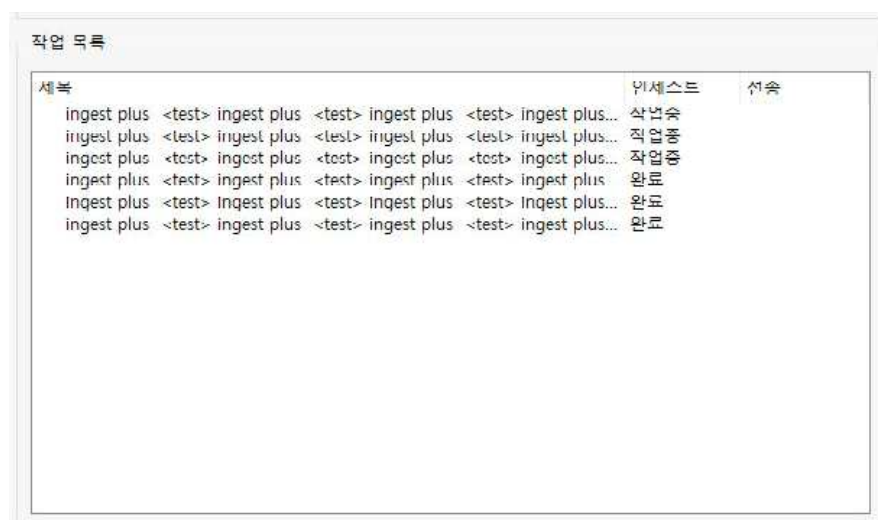 작업 목록
제목 인제스트 전송
ingest plus <test> ingest plus <test> ingest plus <test> ingest plus... 작업중
ingest plus <test> ingest plus <test> ingest plus <test> ingest plus... 작업중
ingest plus <test> ingest plus <test> ingest plus <test> ingest plus... 작업중
ingest plus <test> ingest plus <test> ingest plus <test> ingest plus 완료
ingest plus <test> ingest plus <test> ingest plus <test> ingest plus... 완료
ingest plus <test> ingest plus <test> ingest plus <test> ingest plus... 완료